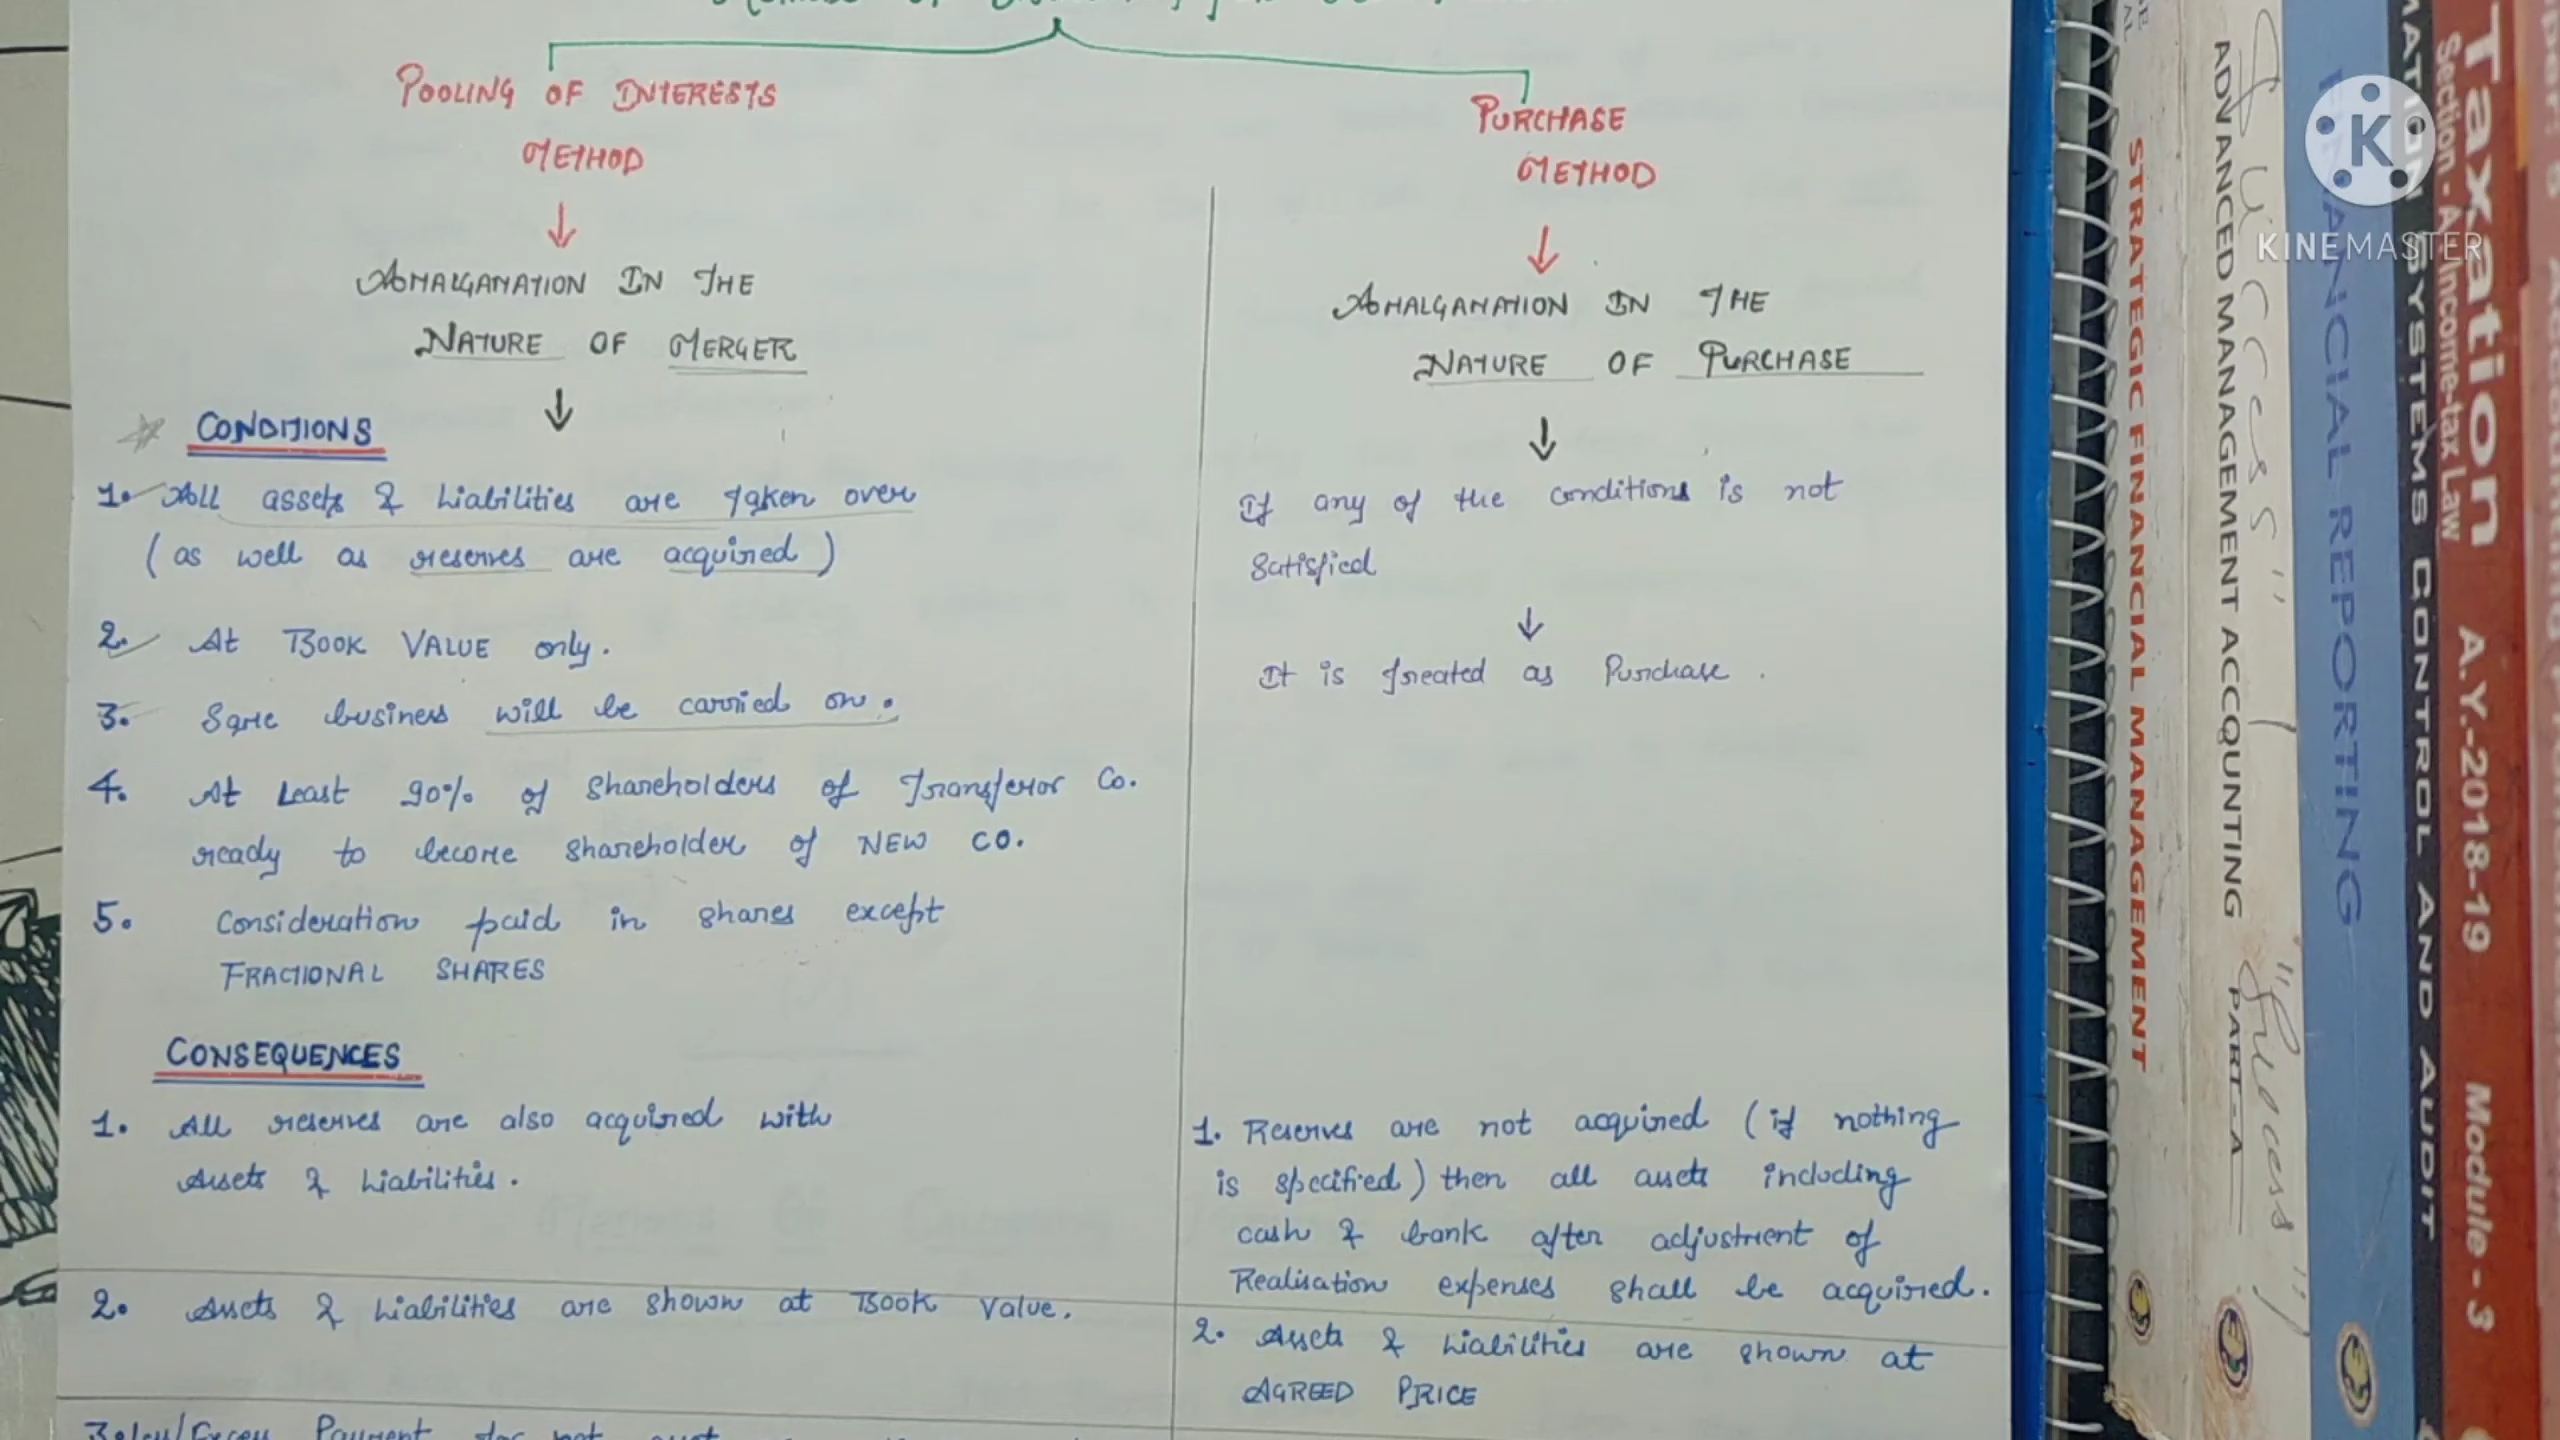 POOLING OF INTERESTS
METHOD
AMALGAMATION IN THE
NATURE OF MERGER
CONDITIONS
1. All assets & Liabilities are taken over
(as well as reserves are acquired)
2. At BOOK VALUE only.
3. Same business will be carried on.
4. At Least 90% of shareholders of Transferor Co.
ready to become shareholder of NEW CO.
5. Consideration paid in shares except
FRACTIONAL SHARES
CONSEQUENCES
1. All reserves are also acquired with
Assets & Liabilities.
2. Assets & Liabilities are shown at BOOK Value.
PURCHASE
METHOD
AMALGAMATION IN THE
NATURE OF PURCHASE
If any of the conditions is not
satisfied
It is treated as Purchase.
1. Reserves are not acquired (if nothing
is specified) then all assets including
cash & bank after adjustment of
Realisation expenses shall be acquired.
2. Assets & Liabilities are shown at
AGREED PRICE
STRATEGIC FINANCIAL MANAGEMENT
ADVANCED MANAGEMENT ACCOUNTING PART-A
"Success"
FINANCIAL REPORTING
SYSTEMS CONTROL AND AUDIT
Taxation A.Y.-2018-19 Module - 3
Section - A: Income-tax Law
K
KINEMASTER